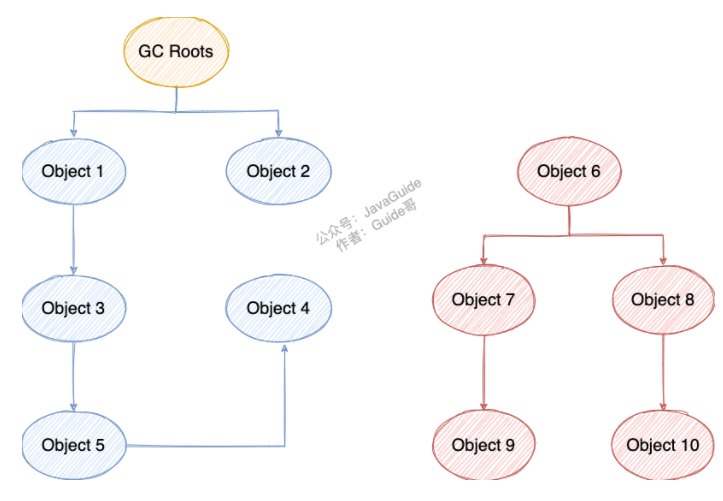 GC Roots
Object 1
Object 2
Object 6
公众号：JavaGuide
作者：Guide哥
Object 3
Object 4
Object 7
Object 8
Object 5
Object 9
Object 10